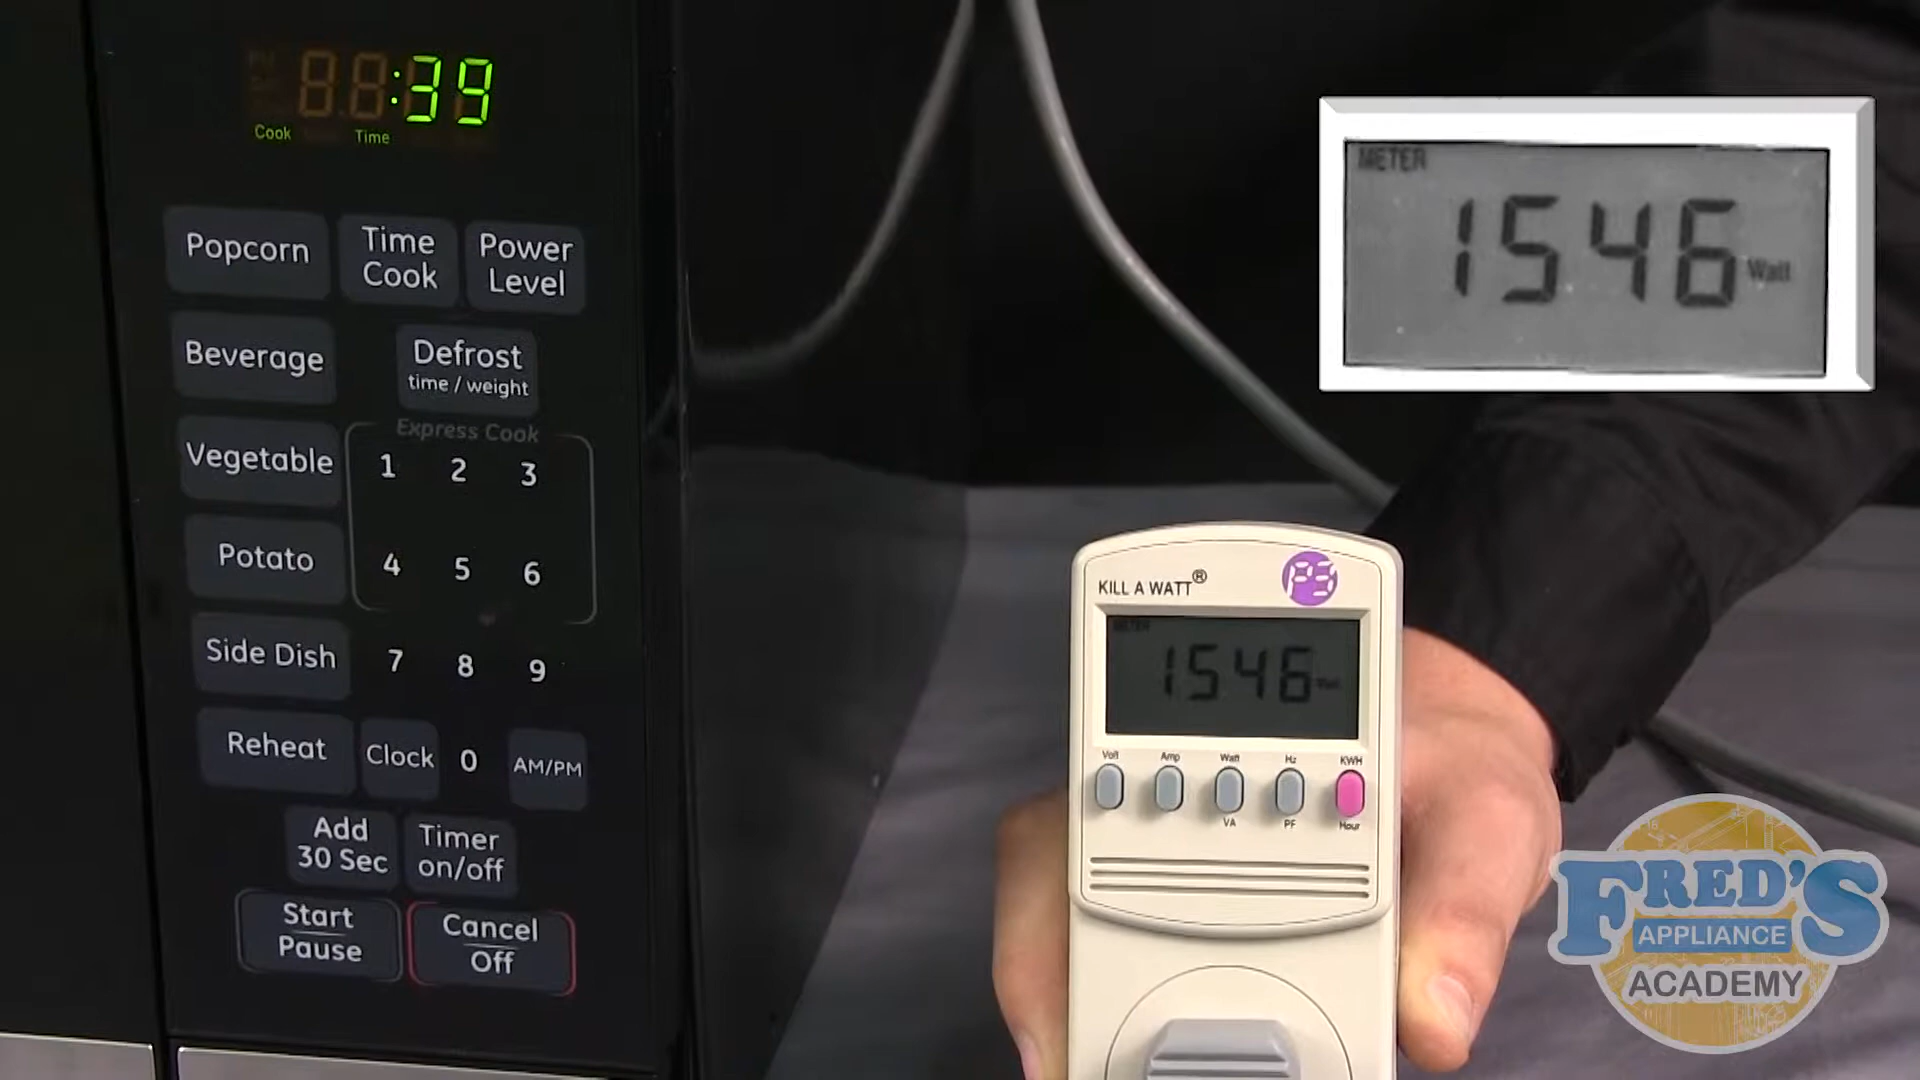 :39
Cook Time
Popcorn
Time
Cook
Power
Level
Beverage
Defrost
time / weight
Vegetable
Express Cook
1 2 3
Potato
4 5 6
Side Dish
7 8 9
Reheat
Clock
0
AM/PM
Add
30 Sec
Timer
on/off
Start
Pause
Cancel
Off
METER
1546 Watt
KILL A WATT®
P3
METER
1546 Watt
Volt Amp Watt Hz KWH
VA PF Hour
FRED'S
APPLIANCE
ACADEMY